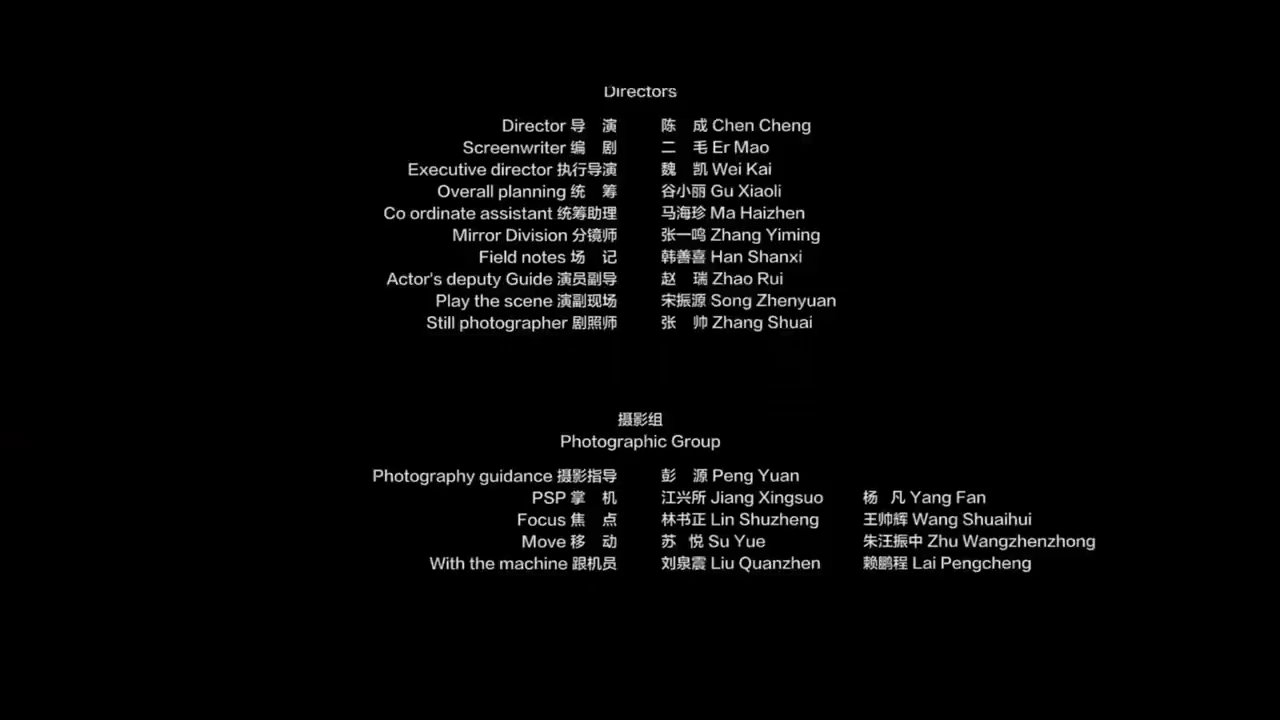 Directors
Director 导 演 陈 成 Chen Cheng
Screenwriter 编 剧 二 毛 Er Mao
Executive director 执行导演 魏 凯 Wei Kai
Overall planning 统 筹 谷小丽 Gu Xiaoli
Co ordinate assistant 统筹助理 马海珍 Ma Haizhen
Mirror Division 分镜师 张一鸣 Zhang Yiming
Field notes 场 记 韩善喜 Han Shanxi
Actor's deputy Guide 演员副导 赵 瑞 Zhao Rui
Play the scene 演副现场 宋振源 Song Zhenyuan
Still photographer 剧照师 张 帅 Zhang Shuai
摄影组
Photographic Group
Photography guidance 摄影指导 彭 源 Peng Yuan
PSP 掌 机 江兴所 Jiang Xingsuo 杨 凡 Yang Fan
Focus 焦 点 林书正 Lin Shuzheng 王帅辉 Wang Shuaihui
Move 移 动 苏 悦 Su Yue 朱汪振中 Zhu Wangzhenzhong
With the machine 跟机员 刘泉震 Liu Quanzhen 赖鹏程 Lai Pengcheng